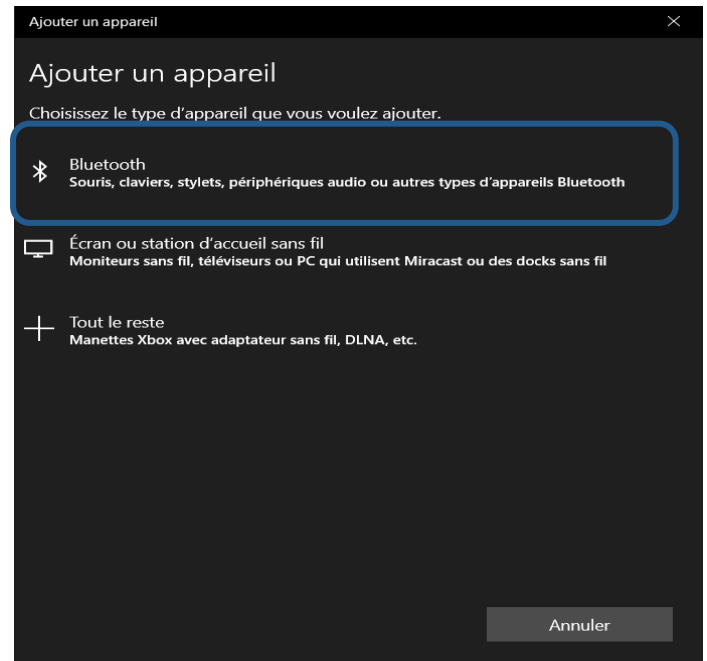 Ajouter un appareil
Ajouter un appareil
Choisissez le type d'appareil que vous voulez ajouter.
Bluetooth
Souris, claviers, stylets, périphériques audio ou autres types d'appareils Bluetooth
Écran ou station d'accueil sans fil
Moniteurs sans fil, téléviseurs ou PC qui utilisent Miracast ou des docks sans fil
Tout le reste
Manettes Xbox avec adaptateur sans fil, DLNA, etc.
Annuler